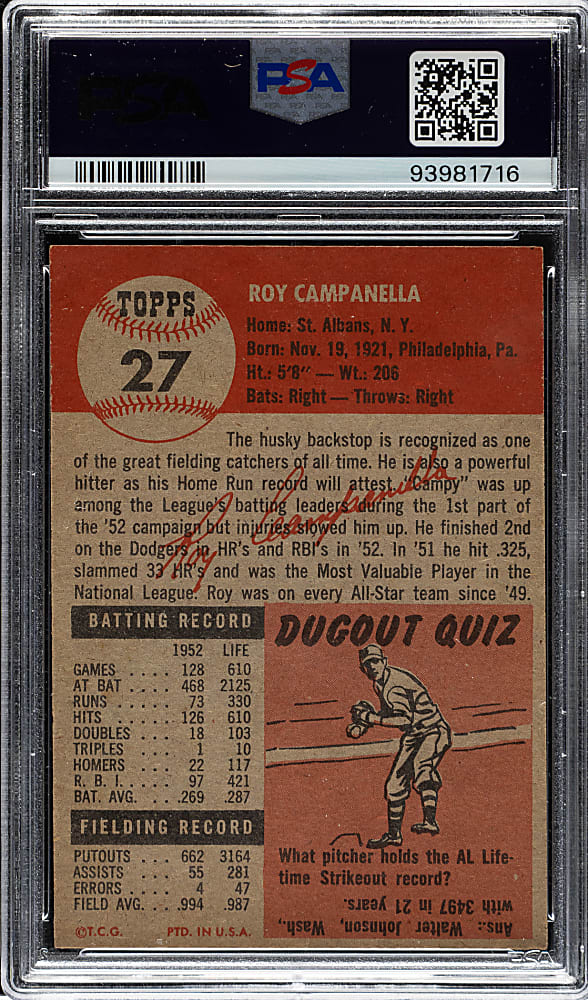 PSA
93981716
TOPPS
27
ROY CAMPANELLA
Home: St. Albans, N. Y.
Born: Nov. 19, 1921, Philadelphia, Pa.
Ht.: 5'8" — Wt.: 206
Bats: Right — Throws: Right
The husky backstop is recognized as one
of the great fielding catchers of all time. He is also a powerful
hitter as his Home Run record will attest. "Campy" was up
among the League's batting leaders during the 1st part of
the '52 campaign but injuries slowed him up. He finished 2nd
on the Dodgers in HR's and RBI's in '52. In '51 he hit .325,
slammed 33 HR's and was the Most Valuable Player in the
National League. Roy was on every All-Star team since '49.
Roy Campanella
BATTING RECORD
1952 LIFE
GAMES .... 128 610
AT BAT .... 468 2125
RUNS .... 73 330
HITS .... 126 610
DOUBLES ... 18 103
TRIPLES ... 1 10
HOMERS ... 22 117
R. B. I. .... 97 421
BAT. AVG. ... .269 .287
FIELDING RECORD
PUTOUTS ... 662 3164
ASSISTS ... 55 281
ERRORS .... 4 47
FIELD AVG. ... .994 .987
©T.C.G. PTD. IN U.S.A.
DUGOUT QUIZ
What pitcher holds the AL Life-
time Strikeout record?
Ans.: Walter Johnson, Wash.,
with 3497 in 21 years.
PSA